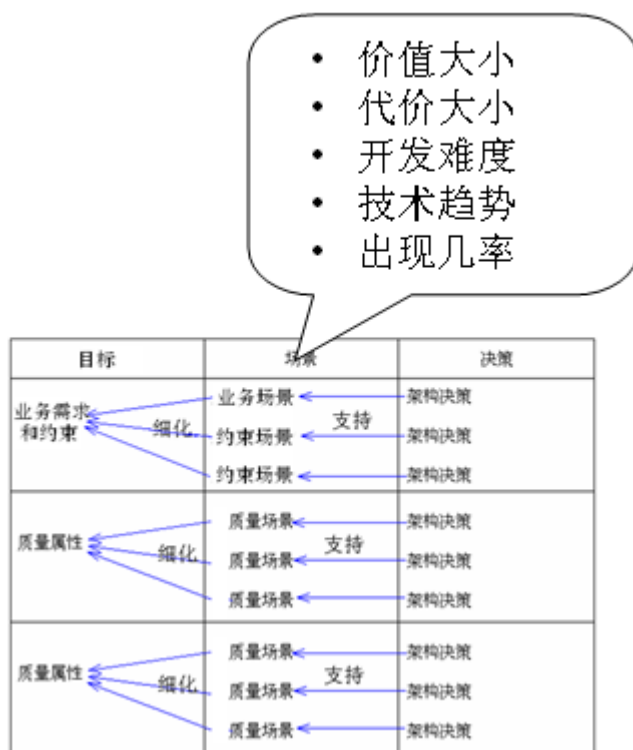 • 价值大小
• 代价大小
• 开发难度
• 技术趋势
• 出现几率
目标 场景 决策
业务场景 架构决策
业务需求
和约束 细化 约束场景 支持 架构决策
约束场景 架构决策
质量场景 架构决策
质量属性 细化 质量场景 支持 架构决策
质量场景 架构决策
质量场景 架构决策
质量属性 细化 质量场景 支持 架构决策
质量场景 架构决策